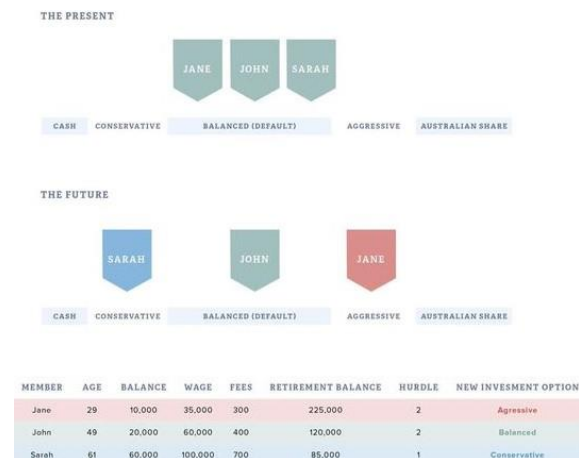 THE PRESENT
JANE JOHN SARAH
CASH CONSERVATIVE BALANCED (DEFAULT) AGGRESSIVE AUSTRALIAN SHARE
THE FUTURE
SARAH JOHN JANE
CASH CONSERVATIVE BALANCED (DEFAULT) AGGRESSIVE AUSTRALIAN SHARE
MEMBER AGE BALANCE WAGE FEES RETIREMENT BALANCE HURDLE NEW INVESMENT OPTION
Jane 29 10,000 35,000 300 225,000 2 Agressive
John 49 20,000 60,000 400 120,000 2 Balanced
Sarah 61 60,000 100,000 700 85,000 1 Conservative